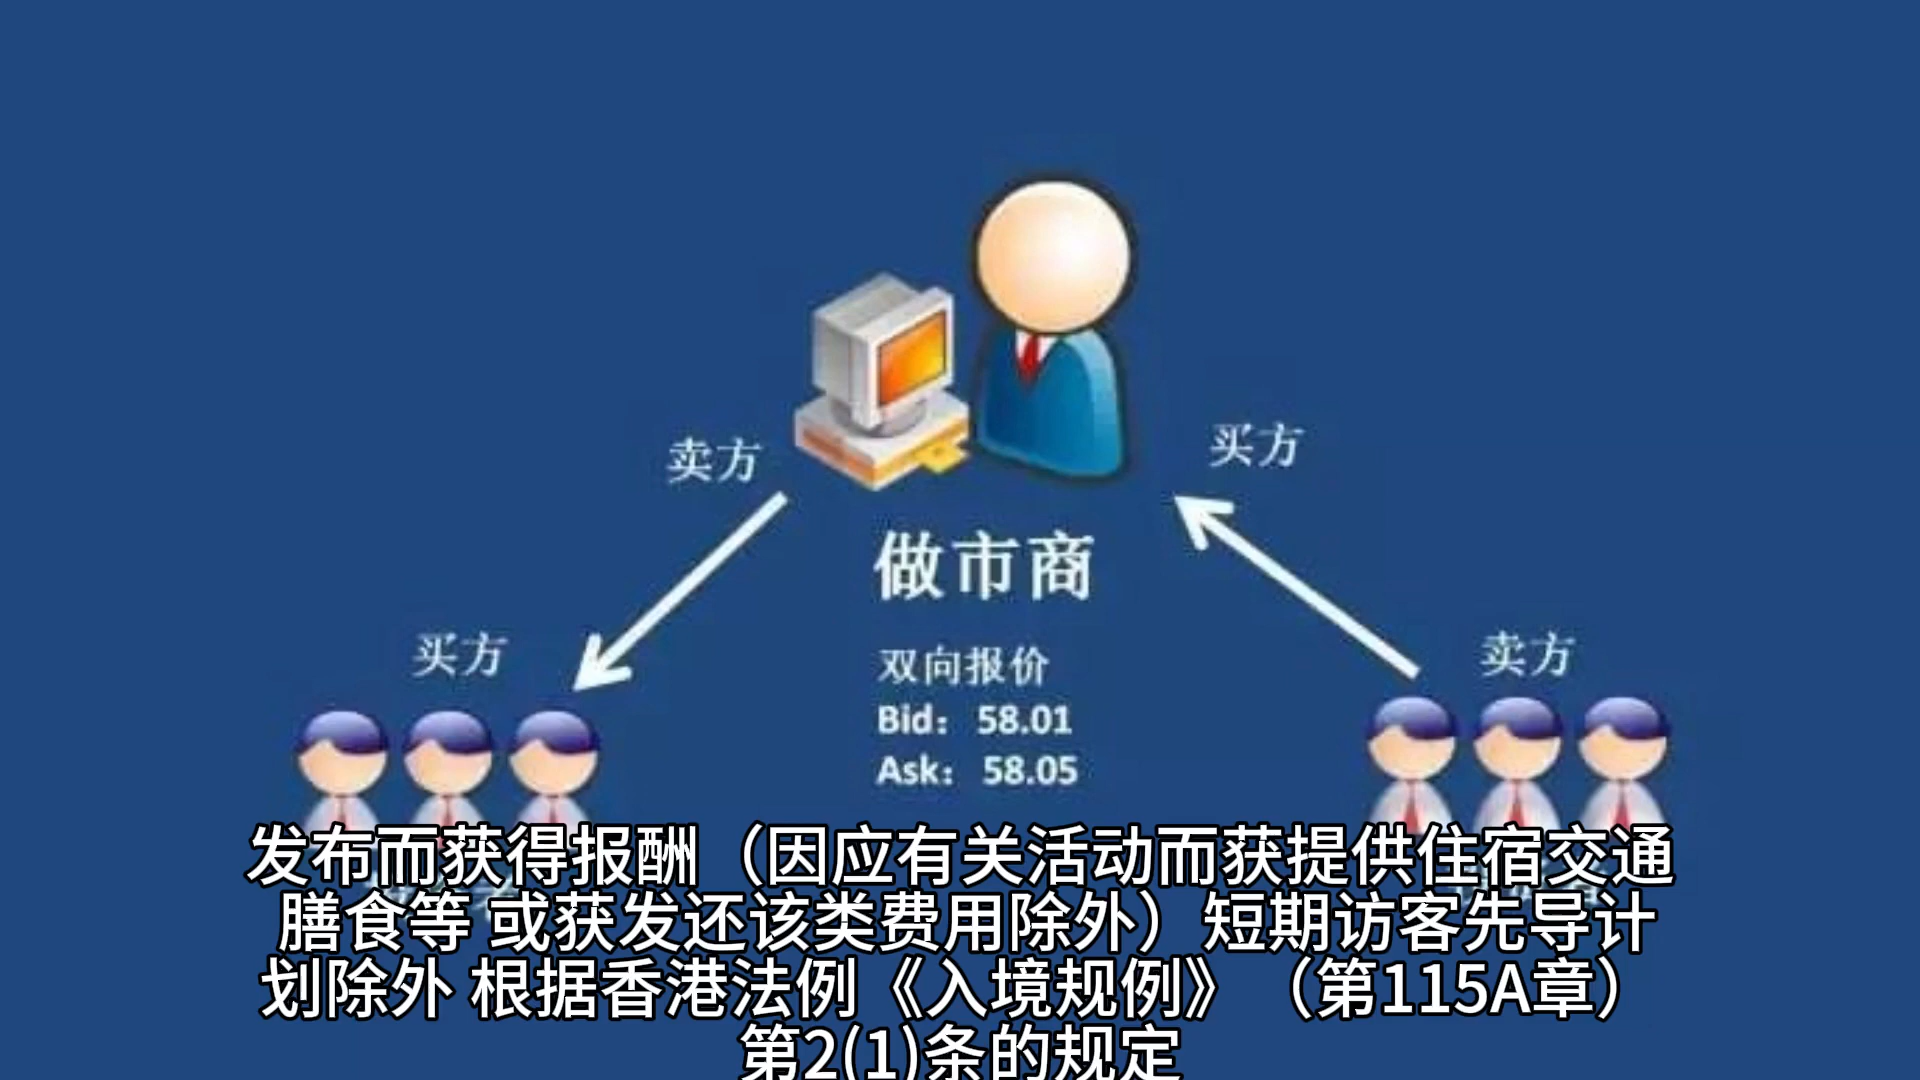 卖方
买方
做市商
买方
卖方
双向报价
Bid： 58.01
Ask： 58.05
发布而获得报酬（因应有关活动而获提供住宿交通
膳食等 或获发还该类费用除外）短期访客先导计
划除外 根据香港法例《入境规例》（第115A章）
第2(1)条的规定